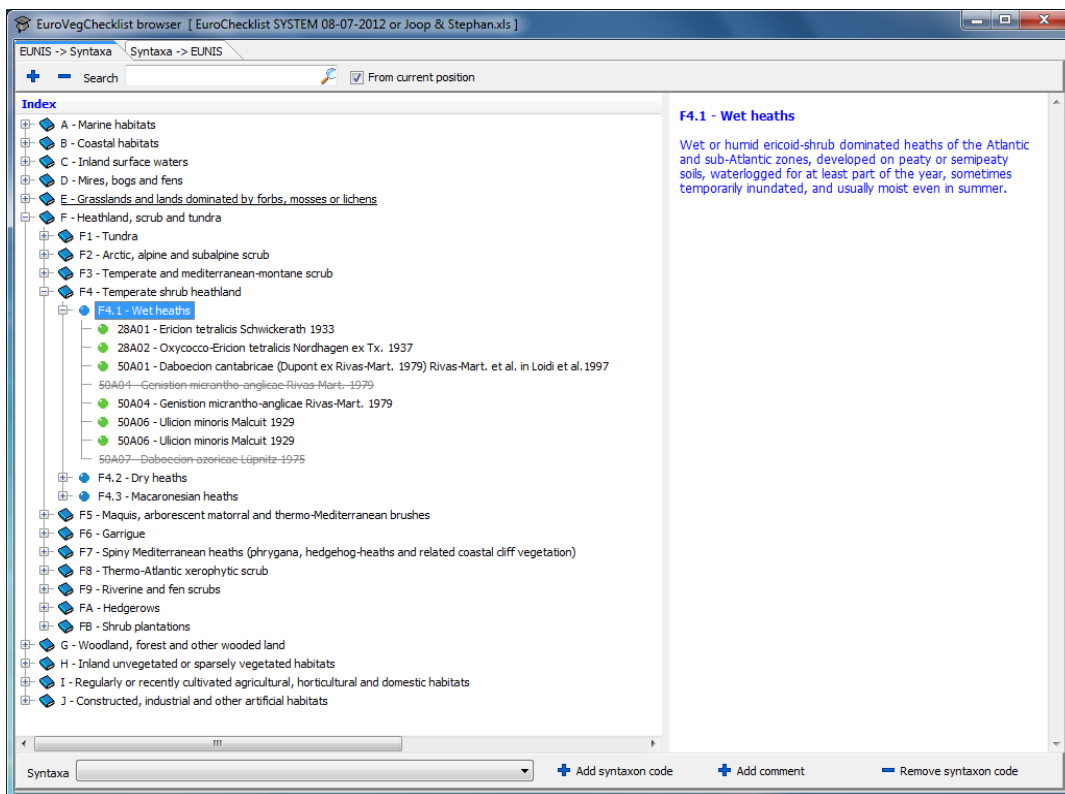 EuroVegChecklist browser [ EuroChecklist SYSTEM 08-07-2012 or Joop & Stephan.xls ]
EUNIS -> Syntaxa Syntaxa -> EUNIS
Search From current position
Index
A - Marine habitats
B - Coastal habitats
C - Inland surface waters
D - Mires, bogs and fens
E - Grasslands and lands dominated by forbs, mosses or lichens
F - Heathland, scrub and tundra
F1 - Tundra
F2 - Arctic, alpine and subalpine scrub
F3 - Temperate and mediterranean-montane scrub
F4 - Temperate shrub heathland
F4.1 - Wet heaths
28A01 - Ericion tetralicis Schwickerath 1933
28A02 - Oxycocco-Ericion tetralicis Nordhagen ex Tx. 1937
50A01 - Daboecion cantabricae (Dupont ex Rivas-Mart. 1979) Rivas-Mart. et al. in Loidi et al.1997
50A04 - Genistion micrantho-anglicae Rivas-Mart. 1979
50A04 - Genistion micrantho-anglicae Rivas-Mart. 1979
50A06 - Ulicion minoris Malcuit 1929
50A06 - Ulicion minoris Malcuit 1929
50A07 - Daboecion azoricae Lüpnitz 1975
F4.2 - Dry heaths
F4.3 - Macaronesian heaths
F5 - Maquis, arborescent matorral and thermo-Mediterranean brushes
F6 - Garrigue
F7 - Spiny Mediterranean heaths (phrygana, hedgehog-heaths and related coastal cliff vegetation)
F8 - Thermo-Atlantic xerophytic scrub
F9 - Riverine and fen scrubs
FA - Hedgerows
FB - Shrub plantations
G - Woodland, forest and other wooded land
H - Inland unvegetated or sparsely vegetated habitats
I - Regularly or recently cultivated agricultural, horticultural and domestic habitats
J - Constructed, industrial and other artificial habitats
F4.1 - Wet heaths
Wet or humid ericoid-shrub dominated heaths of the Atlantic
and sub-Atlantic zones, developed on peaty or semipeaty
soils, waterlogged for at least part of the year, sometimes
temporarily inundated, and usually moist even in summer.
Syntaxa Add syntaxon code Add comment Remove syntaxon code